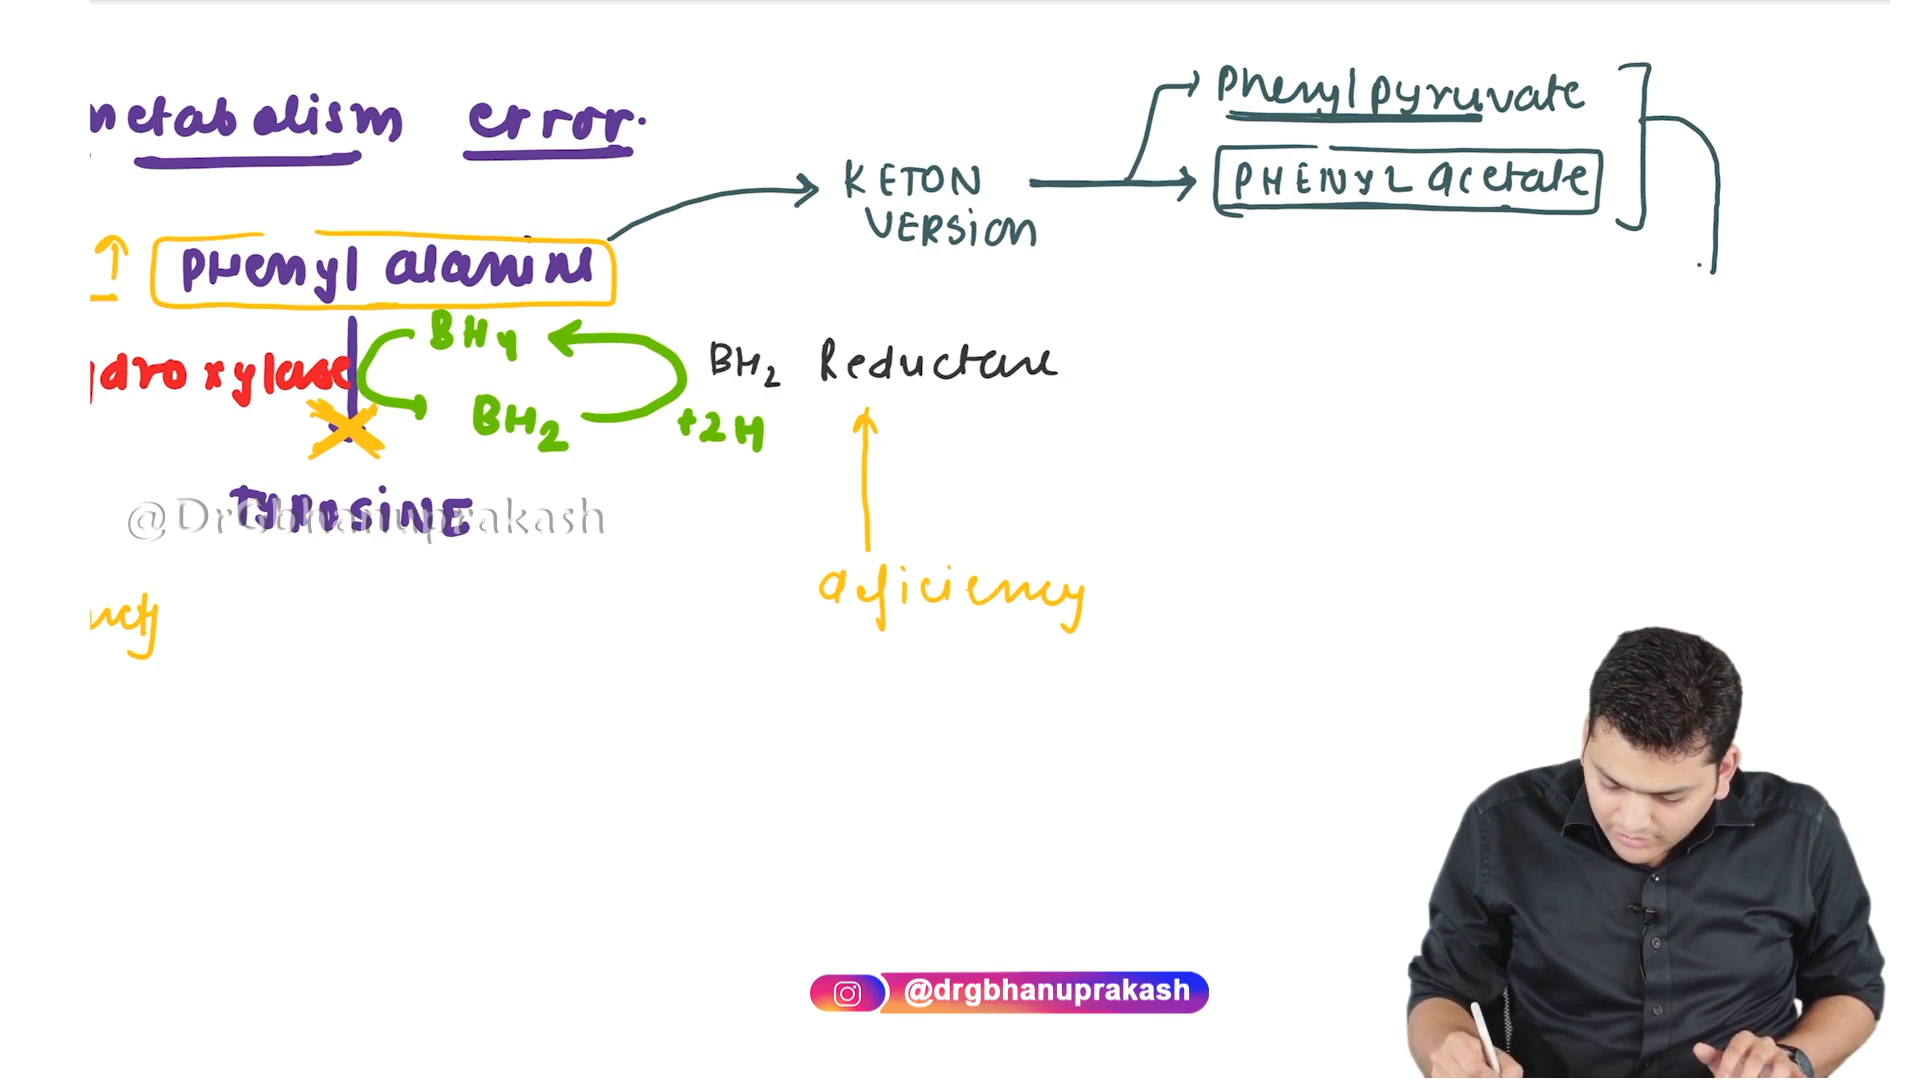 metabolism error.
phenylpyruvate
PHENYL acetate
KETON
VERSION
↑ phenyl alanine
BH4
BH2 Reductase
ydroxylase
BH2
+2H
TYROSINE
@DrGbhanuprakash
deficiency
ncy
@drgbhanuprakash